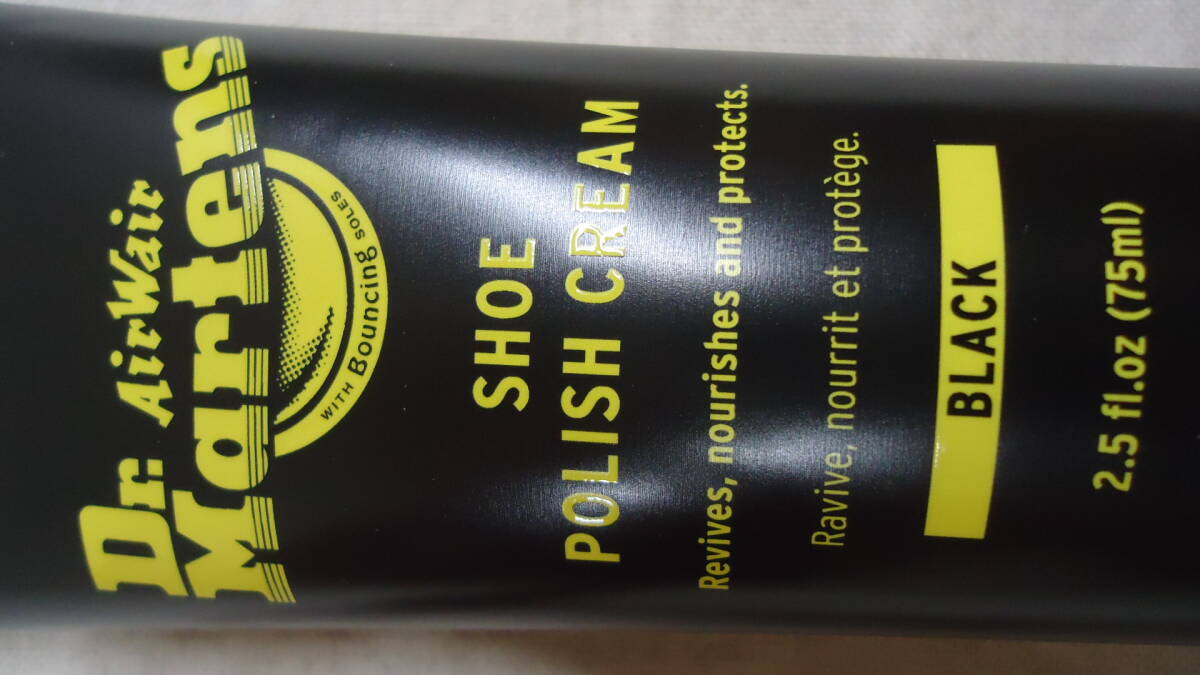 Dr. AirWair
Martens
WITH Bouncing SOLES
SHOE
POLISH CREAM
Revives, nourishes and protects.
Ravive, nourrit et protège.
BLACK
2.5 fl.oz (75ml)